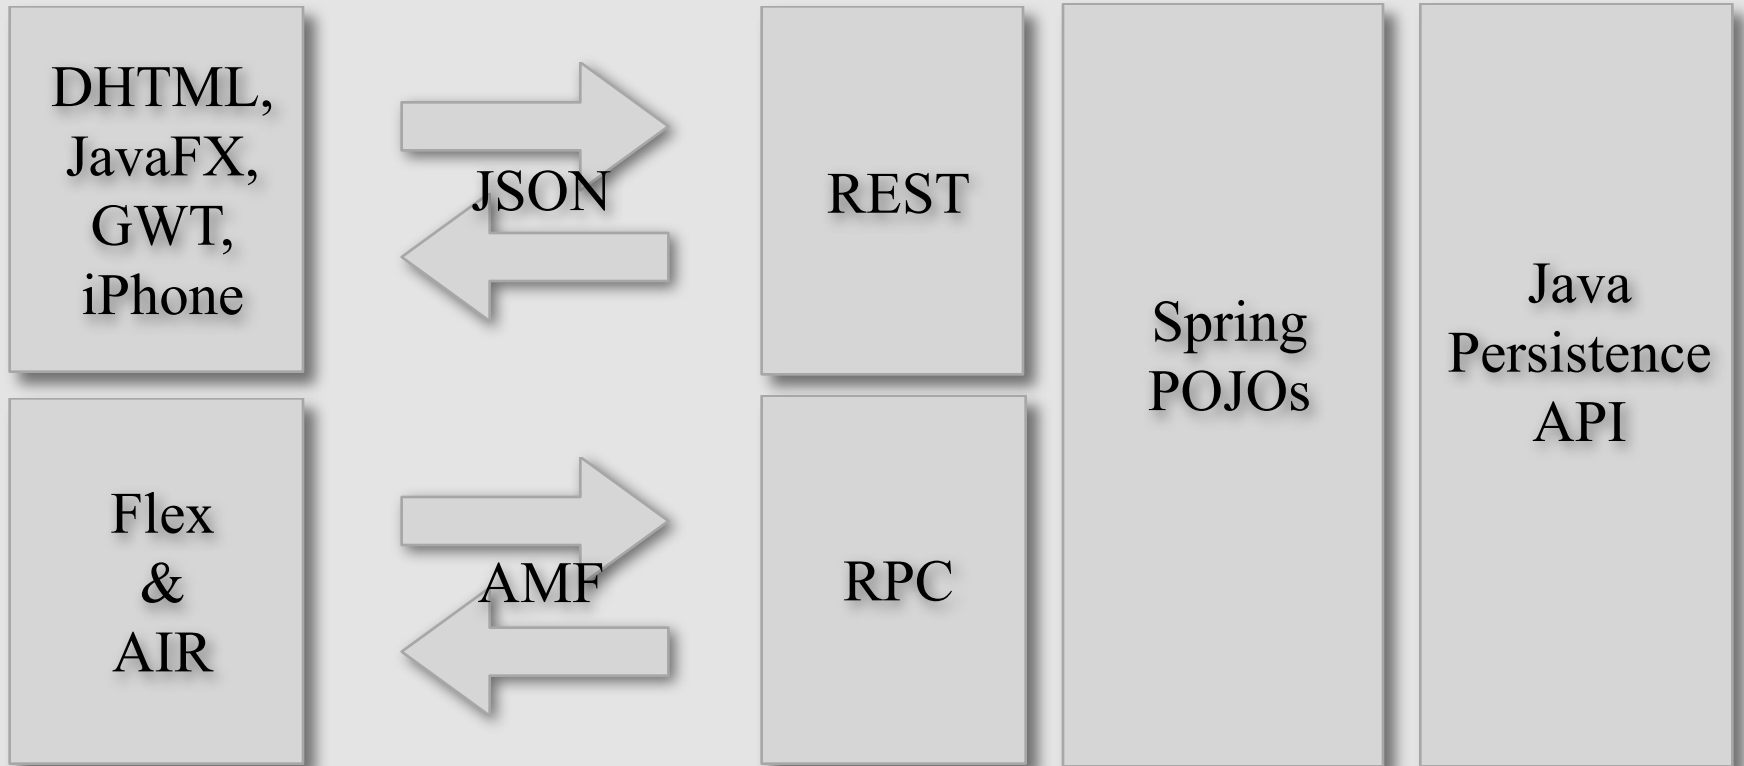 DHTML,
JavaFX,
GWT,
iPhone
JSON
REST
Flex
&
AIR
AMF
RPC
Spring
POJOs
Java
Persistence
API